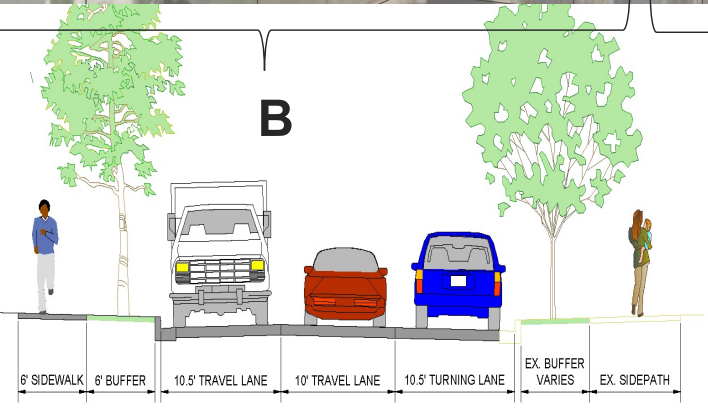 B
6' SIDEWALK
6' BUFFER
10.5' TRAVEL LANE
10' TRAVEL LANE
10.5' TURNING LANE
EX. BUFFER
VARIES
EX. SIDEPATH